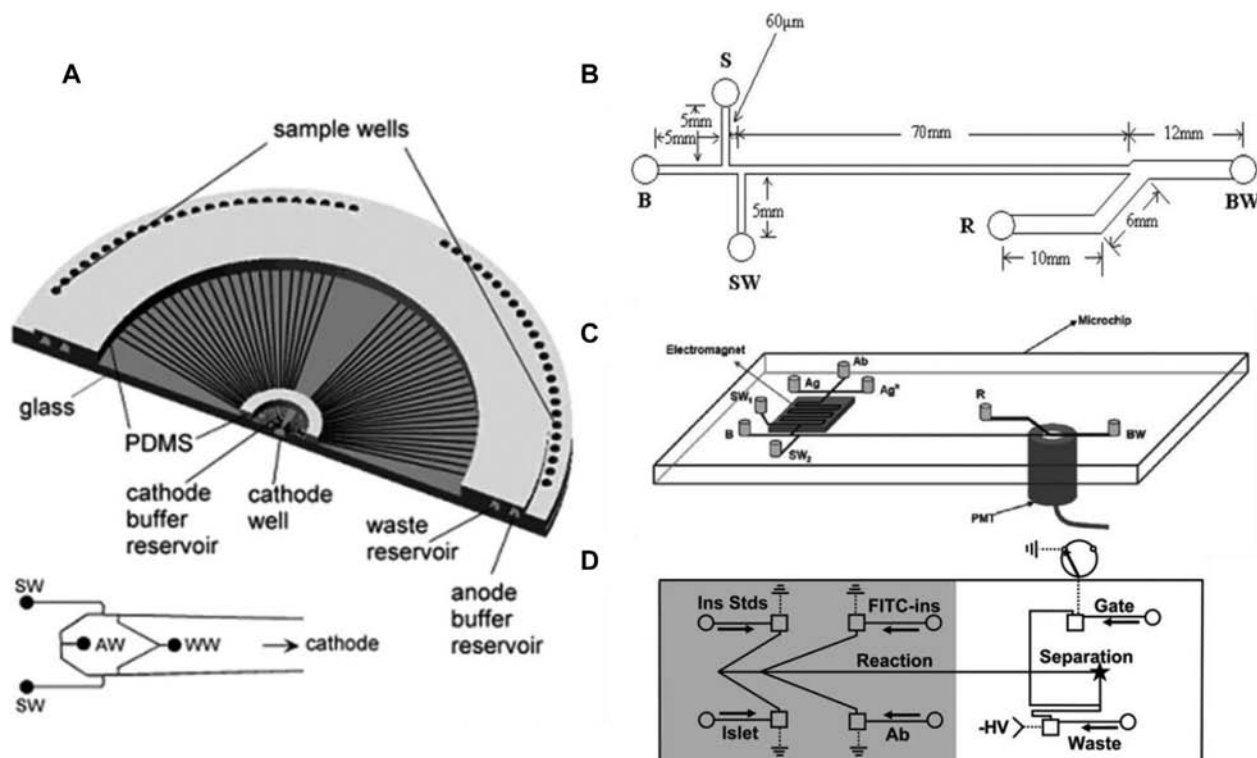 A
sample wells
glass
PDMS
cathode
buffer
reservoir
cathode
well
waste
reservoir
anode
buffer
reservoir
SW
AW
WW
cathode
SW
B
60µm
S
5mm
5mm
70mm
12mm
B
BW
5mm
R
6mm
10mm
SW
C
Microchip
Electromagnet
Ab
Ag
Ag*
SW1
R
B
BW
SW2
PMT
D
Ins Stds
FITC-ins
Gate
Reaction
Separation
Islet
Ab
-HV
Waste